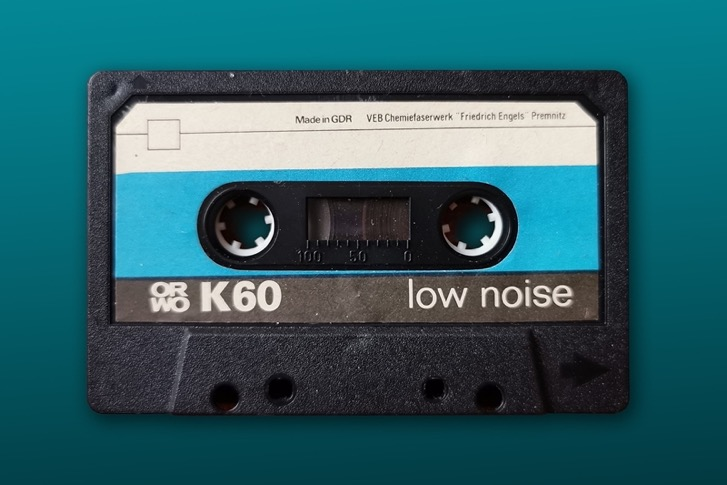 Made in GDR VEB Chemiefaserwerk "Friedrich Engels" Premnitz
100 50 0
ORWO K60 low noise